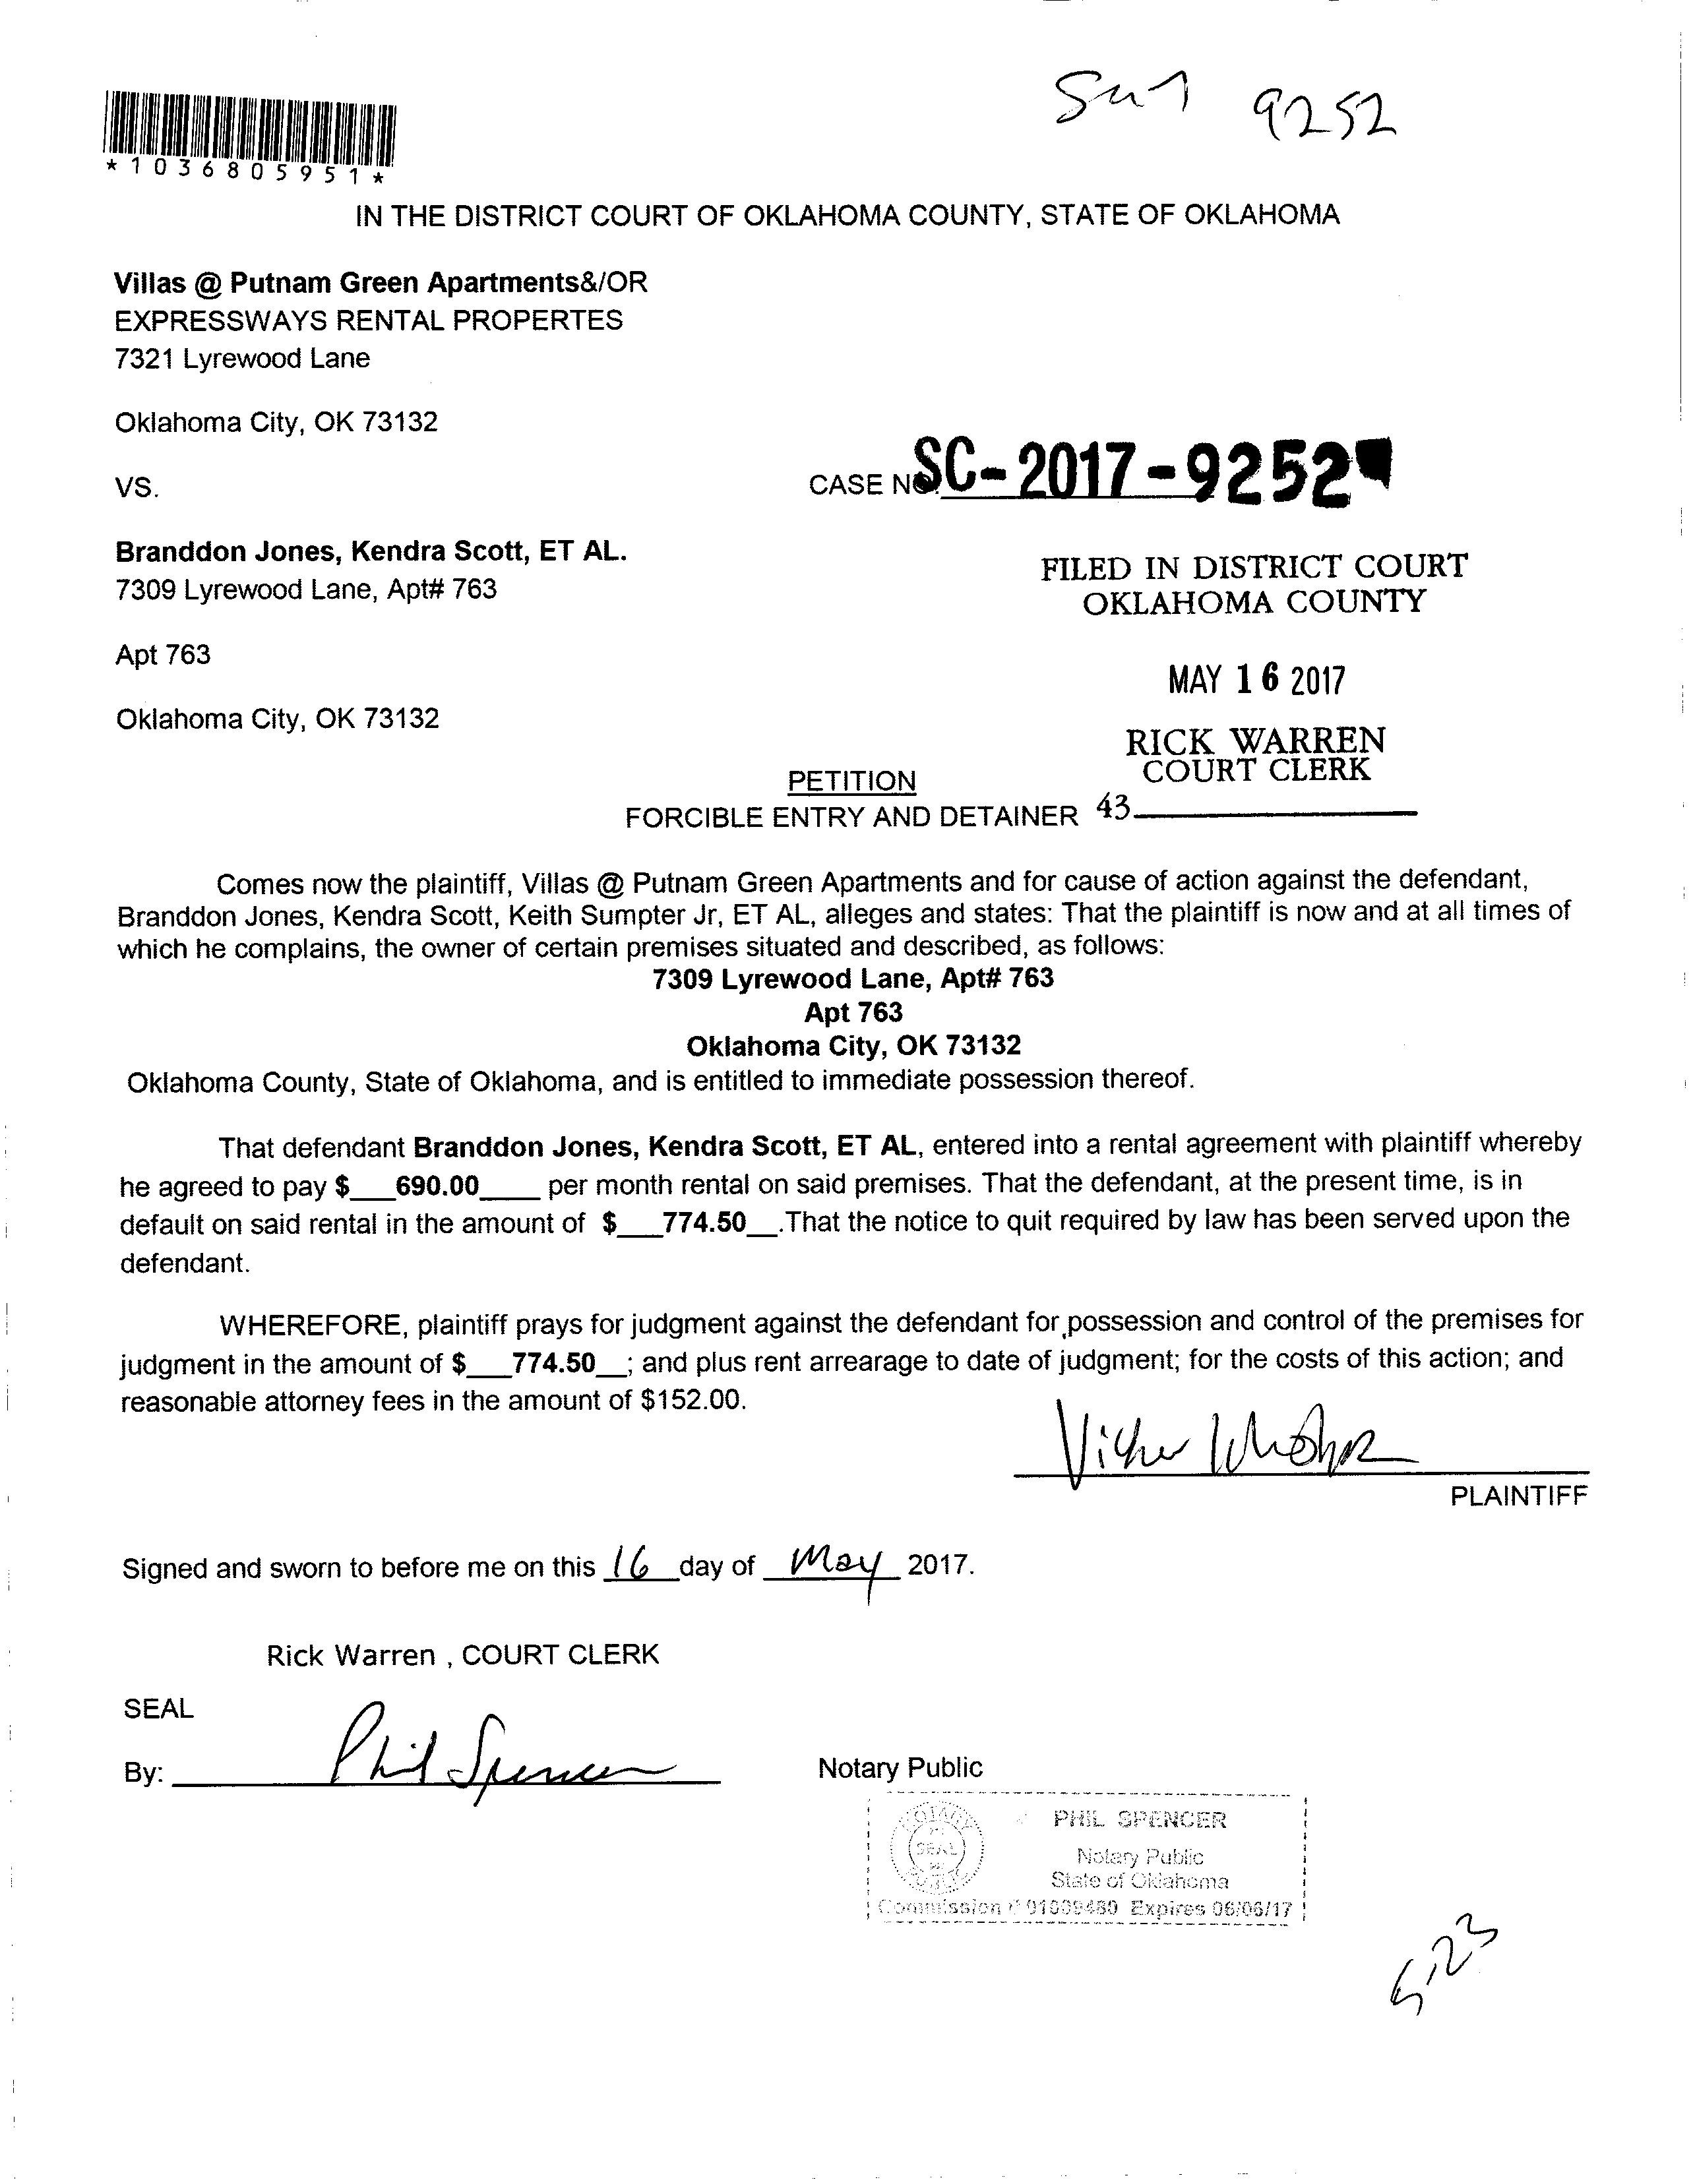 9252
*1036805951*
IN THE DISTRICT COURT OF OKLAHOMA COUNTY, STATE OF OKLAHOMA
Villas @ Putnam Green Apartments&/OR
EXPRESSWAYS RENTAL PROPERTES
7321 Lyrewood Lane
Oklahoma City, OK 73132
VS.
CASE NO. SC-2017-9252
Branddon Jones, Kendra Scott, ET AL.
7309 Lyrewood Lane, Apt# 763
Apt 763
Oklahoma City, OK 73132
FILED IN DISTRICT COURT
OKLAHOMA COUNTY
MAY 16 2017
RICK WARREN
COURT CLERK
43
PETITION
FORCIBLE ENTRY AND DETAINER
Comes now the plaintiff, Villas @ Putnam Green Apartments and for cause of action against the defendant,
Branddon Jones, Kendra Scott, Keith Sumpter Jr, ET AL, alleges and states: That the plaintiff is now and at all times of
which he complains, the owner of certain premises situated and described, as follows:
7309 Lyrewood Lane, Apt# 763
Apt 763
Oklahoma City, OK 73132
Oklahoma County, State of Oklahoma, and is entitled to immediate possession thereof.
That defendant Branddon Jones, Kendra Scott, ET AL, entered into a rental agreement with plaintiff whereby
he agreed to pay $___690.00____ per month rental on said premises. That the defendant, at the present time, is in
default on said rental in the amount of $___774.50__.That the notice to quit required by law has been served upon the
defendant.
WHEREFORE, plaintiff prays for judgment against the defendant for possession and control of the premises for
judgment in the amount of $___774.50__; and plus rent arrearage to date of judgment; for the costs of this action; and
reasonable attorney fees in the amount of $152.00.
PLAINTIFF
Signed and sworn to before me on this 16 day of May 2017.
Rick Warren , COURT CLERK
SEAL
By: Phil Spencer
Notary Public
SEAL
PHIL SPENCER
Notary Public
State of Oklahoma
Commission # 01009480 Expires 06/06/17
5-23